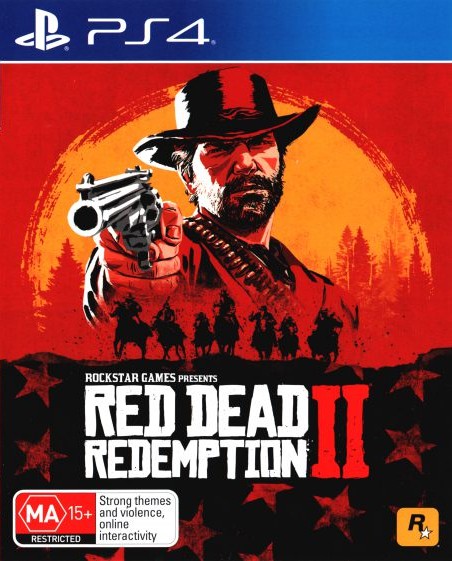 PS4
ROCKSTAR GAMES PRESENTS
RED DEAD
REDEMPTION II
MA 15+
RESTRICTED
Strong themes
and violence,
online
interactivity
R